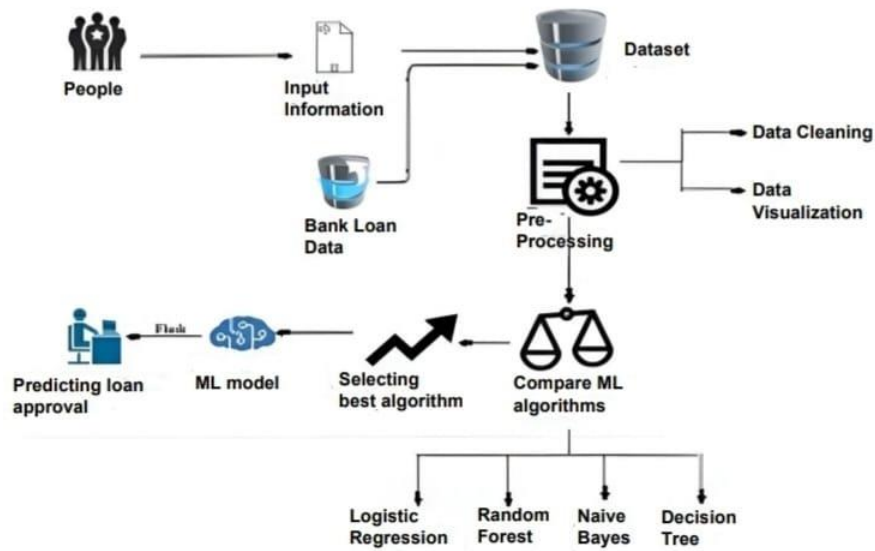 People
Input
Information
Dataset
Bank Loan
Data
Pre-
Processing
Data Cleaning
Data
Visualization
Predicting loan
approval
Flask
ML model
Selecting
best algorithm
Compare ML
algorithms
Logistic
Regression
Random
Forest
Naive
Bayes
Decision
Tree